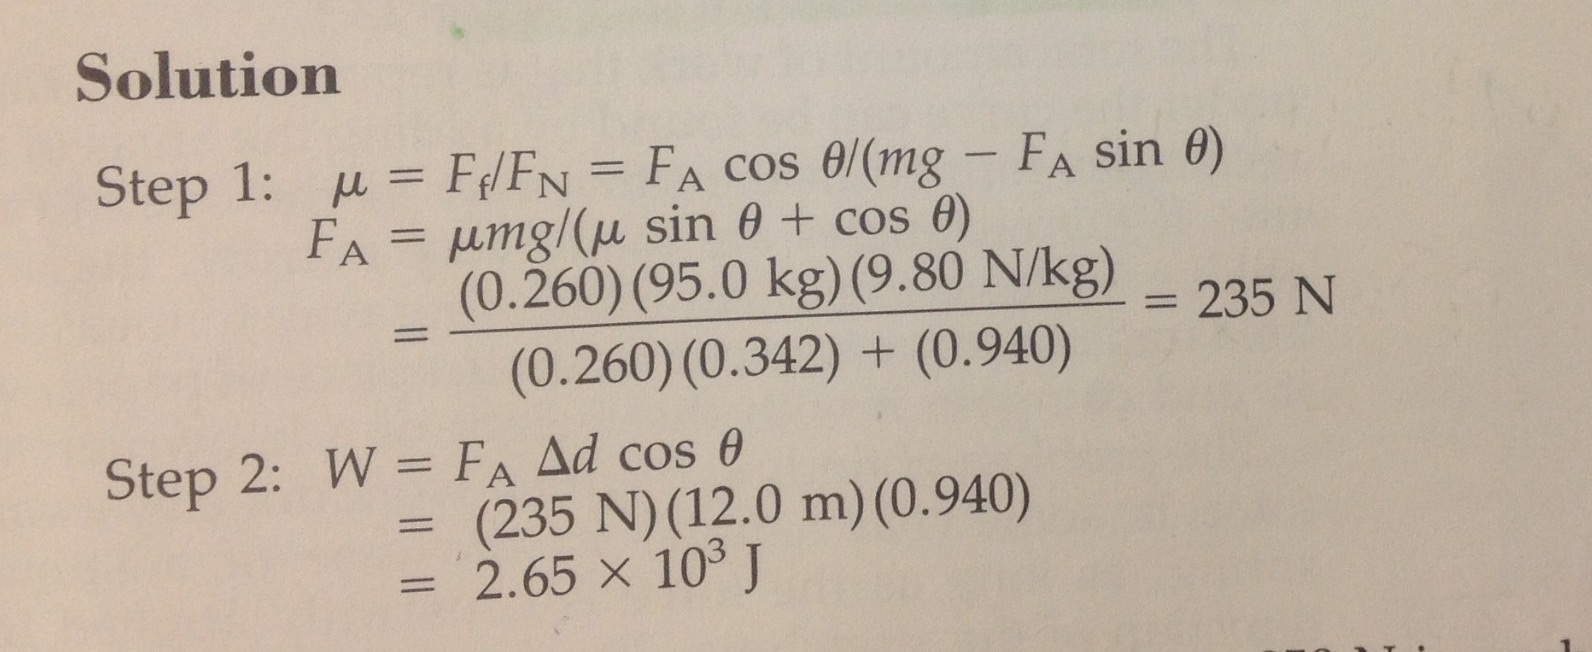 Solution
Step 1: μ = F_f/F_N = F_A cos θ/(mg − F_A sin θ)
F_A = μmg/(μ sin θ + cos θ)
= (0.260)(95.0 kg)(9.80 N/kg) / (0.260)(0.342) + (0.940) = 235 N
Step 2: W = F_A Δd cos θ
= (235 N)(12.0 m)(0.940)
= 2.65 × 10³ J